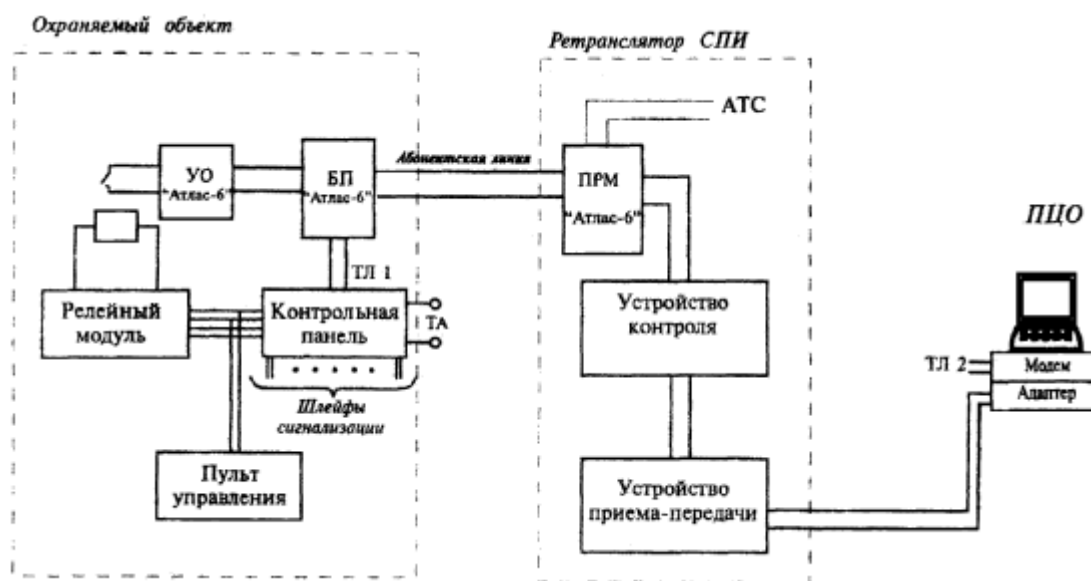 Охраняемый объект
Ретранслятор СПИ
АТС
УО
"Атлас-6"
БП
"Атлас-6"
Абонентская линия
ПРМ
"Атлас-6"
ПЦО
ТЛ 1
Релейный
модуль
Контрольная
панель
ТА
Устройство
контроля
ТЛ 2
Модем
Адаптер
Шлейфы
сигнализации
Пульт
управления
Устройство
приема-передачи